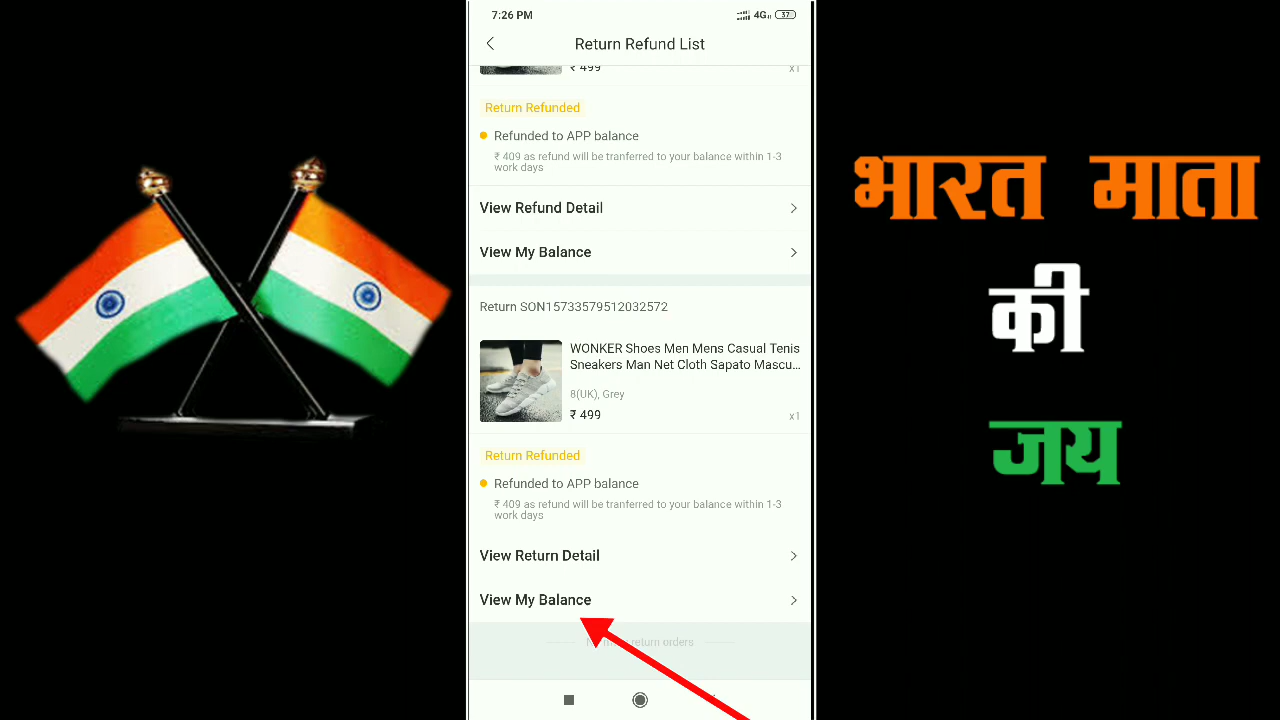 7:26 PM
4G
37
Return Refund List
₹ 499
x1
Return Refunded
Refunded to APP balance
₹ 409 as refund will be tranferred to your balance within 1-3
work days
View Refund Detail
View My Balance
Return SON15733579512032572
WONKER Shoes Men Mens Casual Tenis
Sneakers Man Net Cloth Sapato Mascu...
8(UK), Grey
₹ 499
x1
Return Refunded
Refunded to APP balance
₹ 409 as refund will be tranferred to your balance within 1-3
work days
View Return Detail
View My Balance
return orders
भारत माता
की
जय